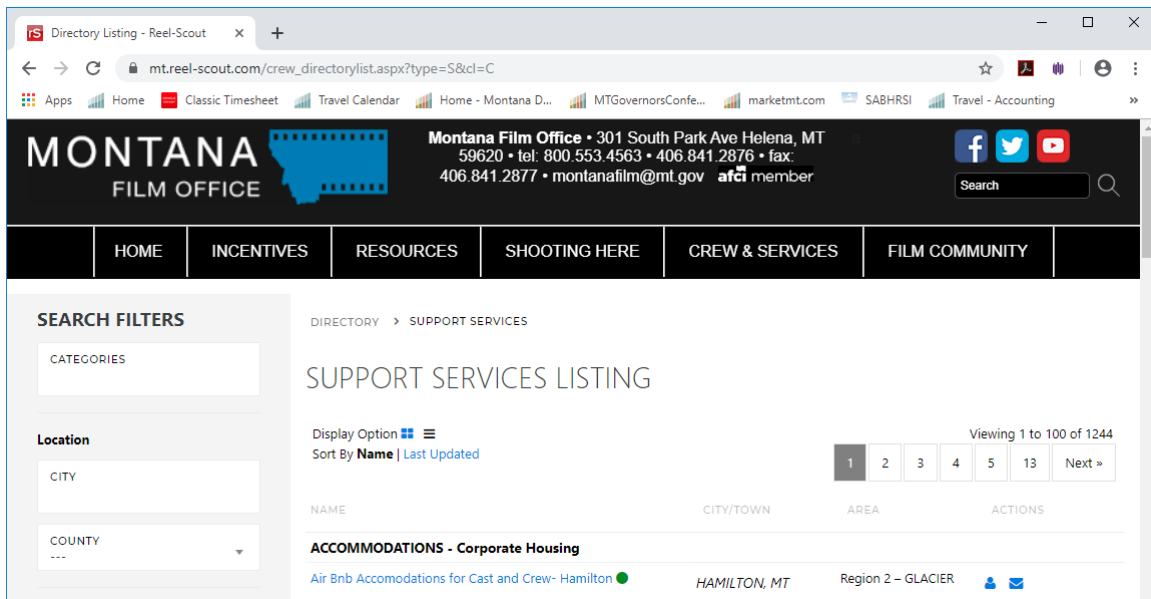 Directory Listing - Reel-Scout
mt.reel-scout.com/crew_directorylist.aspx?type=S&cl=C
Apps Home Classic Timesheet Travel Calendar Home - Montana D... MTGovernorsConfe... marketmt.com SABHRSI Travel - Accounting »
MONTANA
FILM OFFICE
Montana Film Office • 301 South Park Ave Helena, MT
59620 • tel: 800.553.4563 • 406.841.2876 • fax:
406.841.2877 • montanafilm@mt.gov afci member
Search
HOME INCENTIVES RESOURCES SHOOTING HERE CREW & SERVICES FILM COMMUNITY
SEARCH FILTERS
CATEGORIES
Location
CITY
COUNTY
---
DIRECTORY > SUPPORT SERVICES
SUPPORT SERVICES LISTING
Display Option
Sort By Name | Last Updated
Viewing 1 to 100 of 1244
1 2 3 4 5 13 Next »
NAME CITY/TOWN AREA ACTIONS
ACCOMMODATIONS - Corporate Housing
Air Bnb Accomodations for Cast and Crew- Hamilton HAMILTON, MT Region 2 – GLACIER